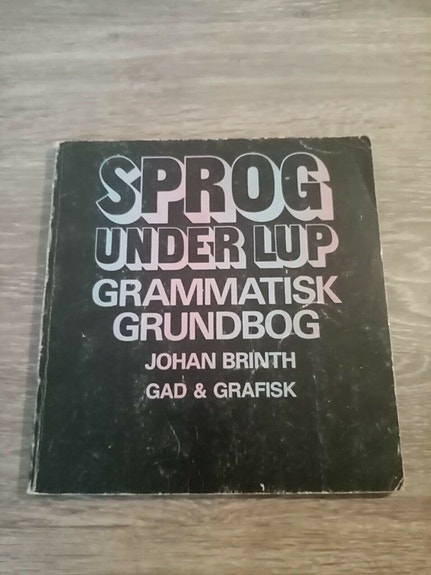 SPROG
UNDER LUP
GRAMMATISK
GRUNDBOG
JOHAN BRINTH
GAD & GRAFISK